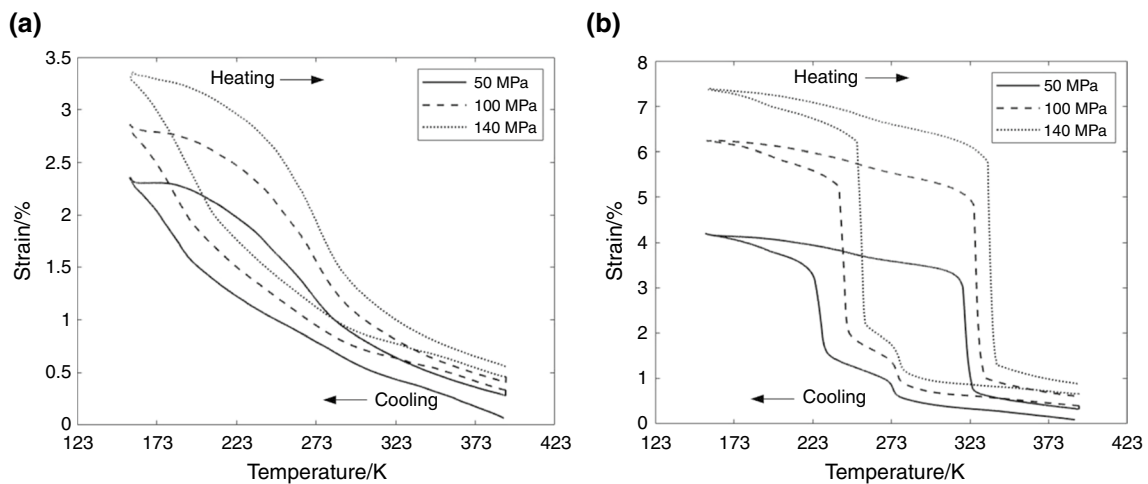 (a)
3.5
3
2.5
2
1.5
1
0.5
0
Strain/%
Heating
50 MPa
100 MPa
140 MPa
Cooling
123 173 223 273 323 373 423
Temperature/K
(b)
8
7
6
5
4
3
2
1
0
Strain/%
Heating
50 MPa
100 MPa
140 MPa
Cooling
123 173 223 273 323 373 423
Temperature/K